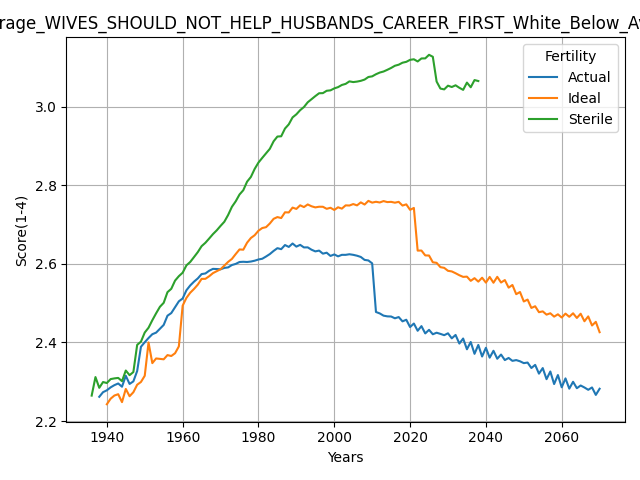 rage_WIVES_SHOULD_NOT_HELP_HUSBANDS_CAREER_FIRST_White_Below_Av
Fertility
Actual
Ideal
Sterile
Score(1-4)
3.0
2.8
2.6
2.4
2.2
1940 1960 1980 2000 2020 2040 2060
Years